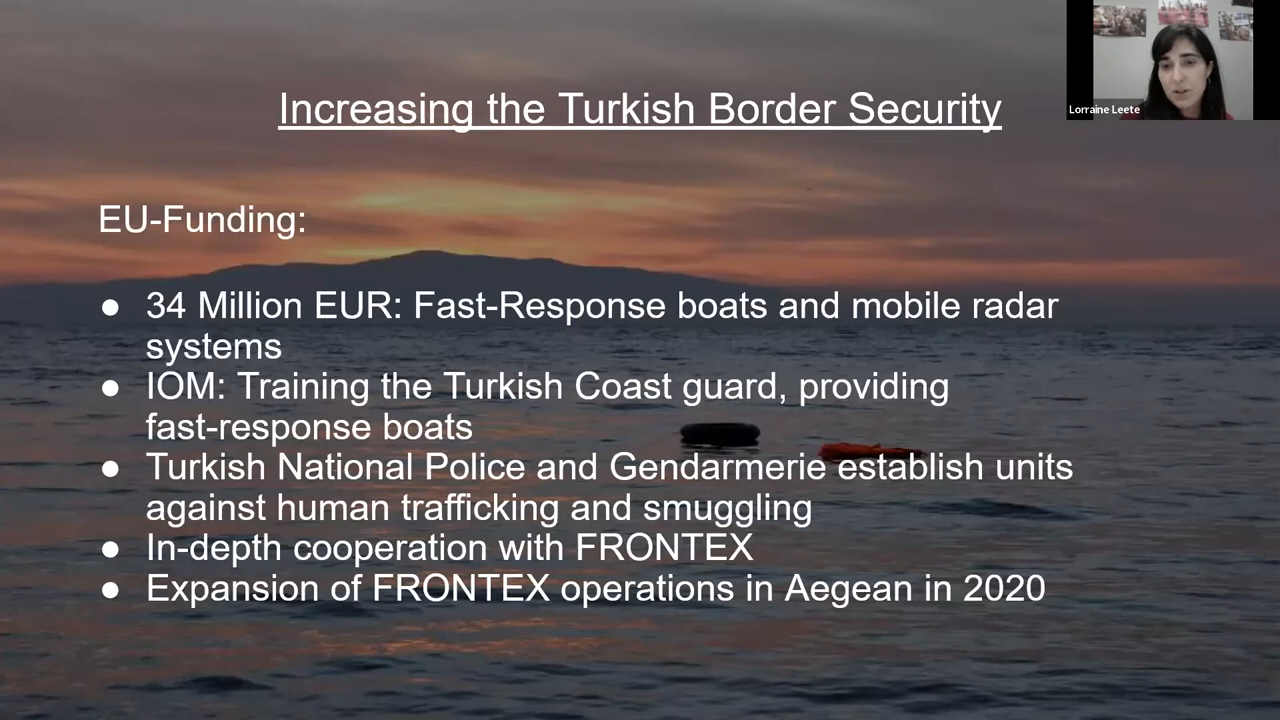 Increasing the Turkish Border Security
Lorraine Leete
EU-Funding:
● 34 Million EUR: Fast-Response boats and mobile radar
systems
● IOM: Training the Turkish Coast guard, providing
fast-response boats
● Turkish National Police and Gendarmerie establish units
against human trafficking and smuggling
● In-depth cooperation with FRONTEX
● Expansion of FRONTEX operations in Aegean in 2020